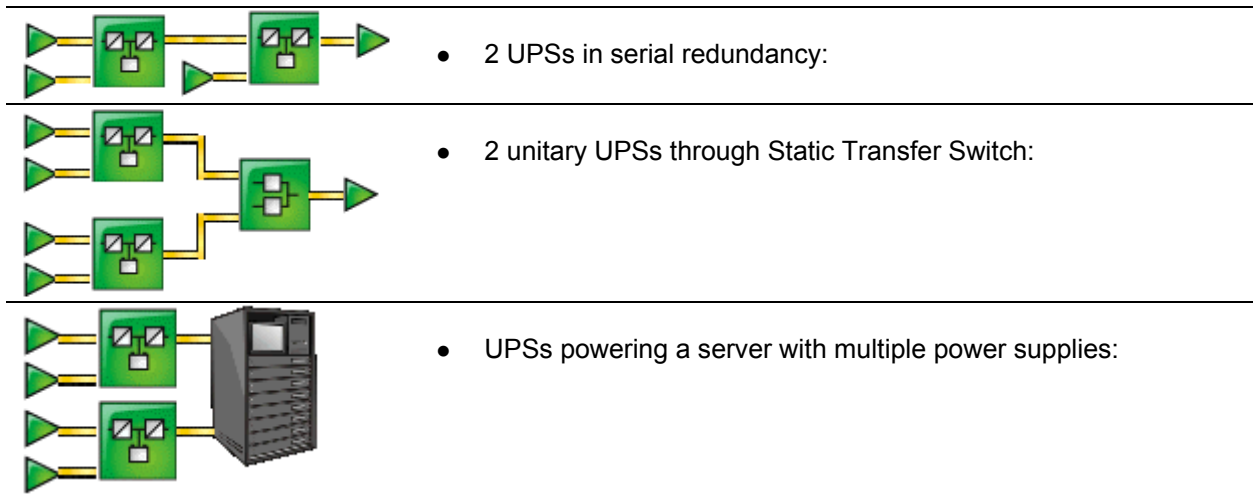 ● 2 UPSs in serial redundancy:
● 2 unitary UPSs through Static Transfer Switch:
● UPSs powering a server with multiple power supplies: